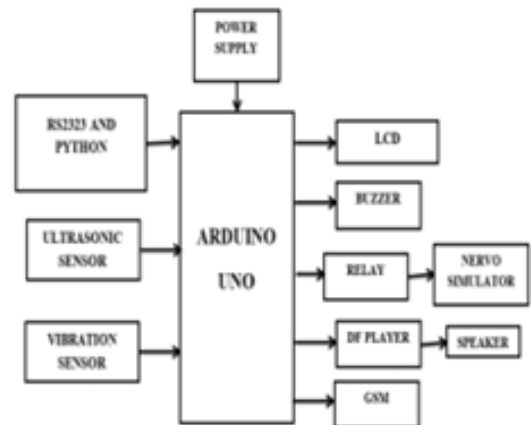 POWER
SUPPLY
RS2323 AND
PYTHON
LCD
BUZZER
ULTRASONIC
SENSOR
ARDUINO
UNO
RELAY
NERVO
SIMULATOR
VIBRATION
SENSOR
DF PLAYER
SPEAKER
GSM